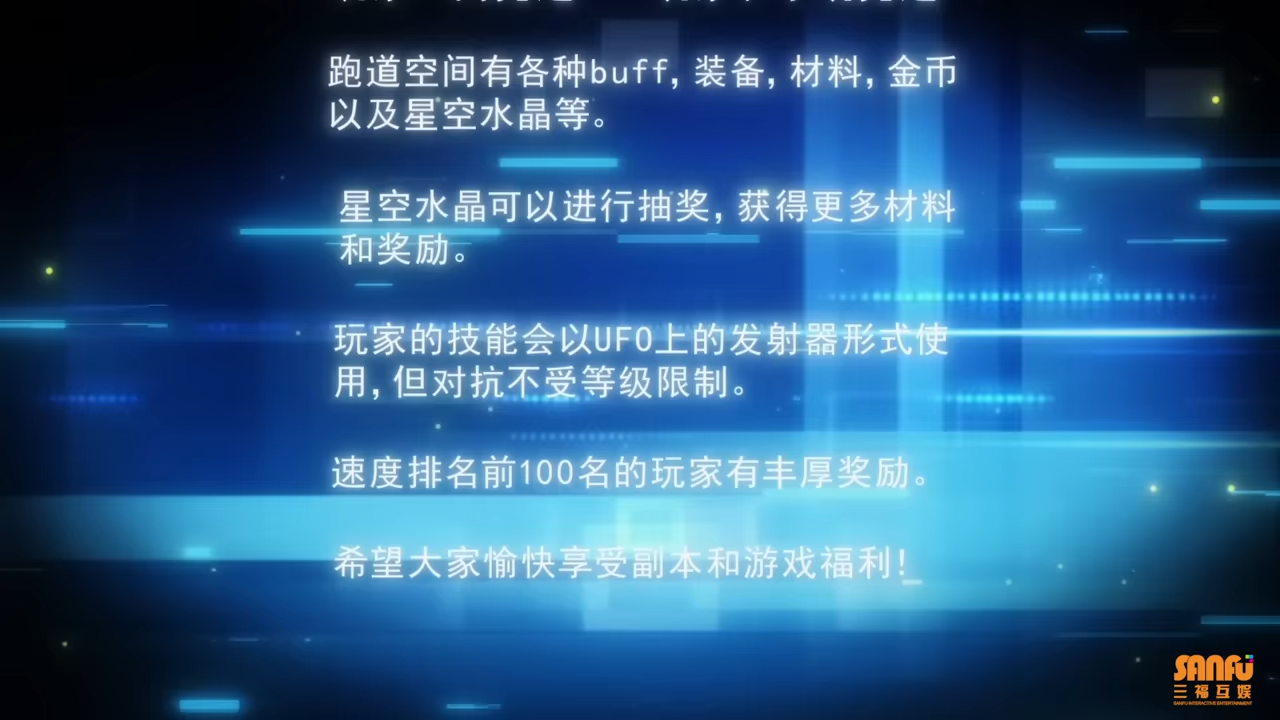 跑道空间有各种buff,装备,材料,金币
以及星空水晶等。
星空水晶可以进行抽奖,获得更多材料
和奖励。
玩家的技能会以UFO上的发射器形式使
用,但对抗不受等级限制。
速度排名前100名的玩家有丰厚奖励。
希望大家愉快享受副本和游戏福利!
SANFU
三福互娱
SANFU INTERACTIVE ENTERTAINMENT